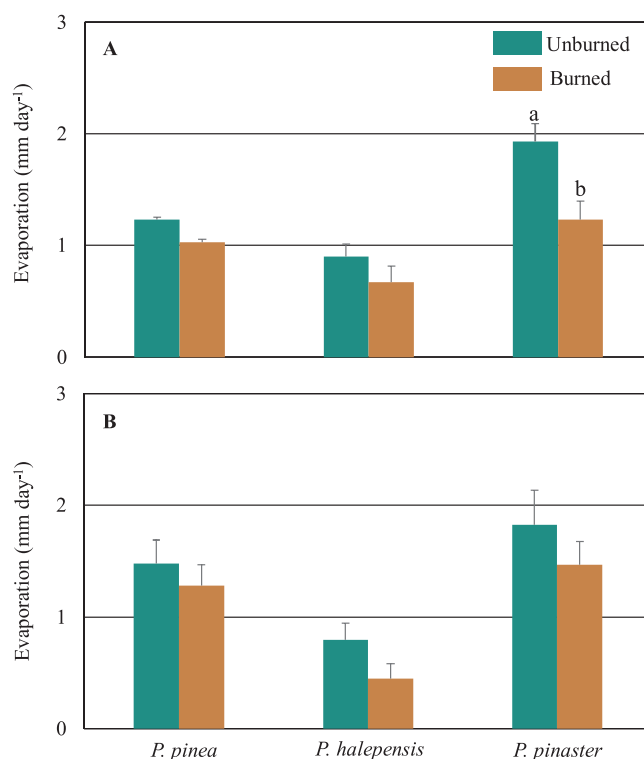 3
A
Unburned
Burned
2
a
b
1
0
Evaporation (mm day⁻¹)
3
B
2
1
0
Evaporation (mm day⁻¹)
P. pinea P. halepensis P. pinaster